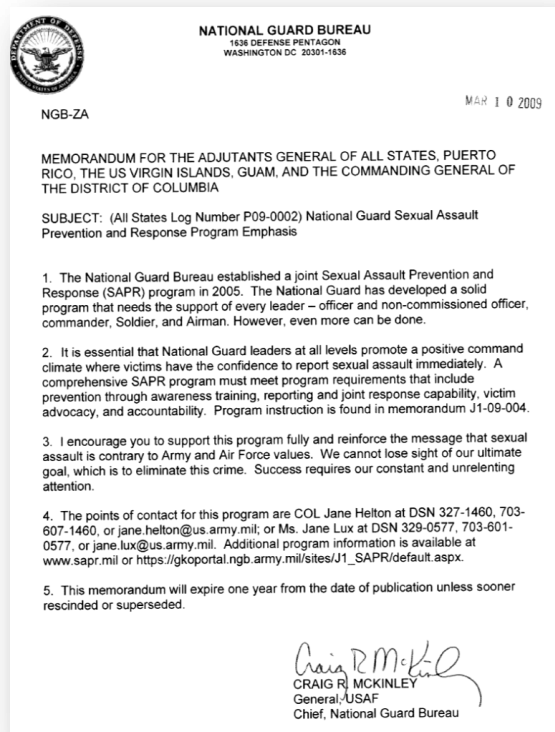 DEPARTMENT OF DEFENSE
UNITED STATES OF AMERICA
NATIONAL GUARD BUREAU
1636 DEFENSE PENTAGON
WASHINGTON DC 20301-1636
MAR 10 2009
NGB-ZA
MEMORANDUM FOR THE ADJUTANTS GENERAL OF ALL STATES, PUERTO
RICO, THE US VIRGIN ISLANDS, GUAM, AND THE COMMANDING GENERAL OF
THE DISTRICT OF COLUMBIA
SUBJECT: (All States Log Number P09-0002) National Guard Sexual Assault
Prevention and Response Program Emphasis
1. The National Guard Bureau established a joint Sexual Assault Prevention and
Response (SAPR) program in 2005. The National Guard has developed a solid
program that needs the support of every leader – officer and non-commissioned officer,
commander, Soldier, and Airman. However, even more can be done.
2. It is essential that National Guard leaders at all levels promote a positive command
climate where victims have the confidence to report sexual assault immediately. A
comprehensive SAPR program must meet program requirements that include
prevention through awareness training, reporting and joint response capability, victim
advocacy, and accountability. Program instruction is found in memorandum J1-09-004.
3. I encourage you to support this program fully and reinforce the message that sexual
assault is contrary to Army and Air Force values. We cannot lose sight of our ultimate
goal, which is to eliminate this crime. Success requires our constant and unrelenting
attention.
4. The points of contact for this program are COL Jane Helton at DSN 327-1460, 703-
607-1460, or jane.helton@us.army.mil; or Ms. Jane Lux at DSN 329-0577, 703-601-
0577, or jane.lux@us.army.mil. Additional program information is available at
www.sapr.mil or https://gkoportal.ngb.army.mil/sites/J1_SAPR/default.aspx.
5. This memorandum will expire one year from the date of publication unless sooner
rescinded or superseded.
Craig R McKinley
CRAIG R. MCKINLEY
General, USAF
Chief, National Guard Bureau